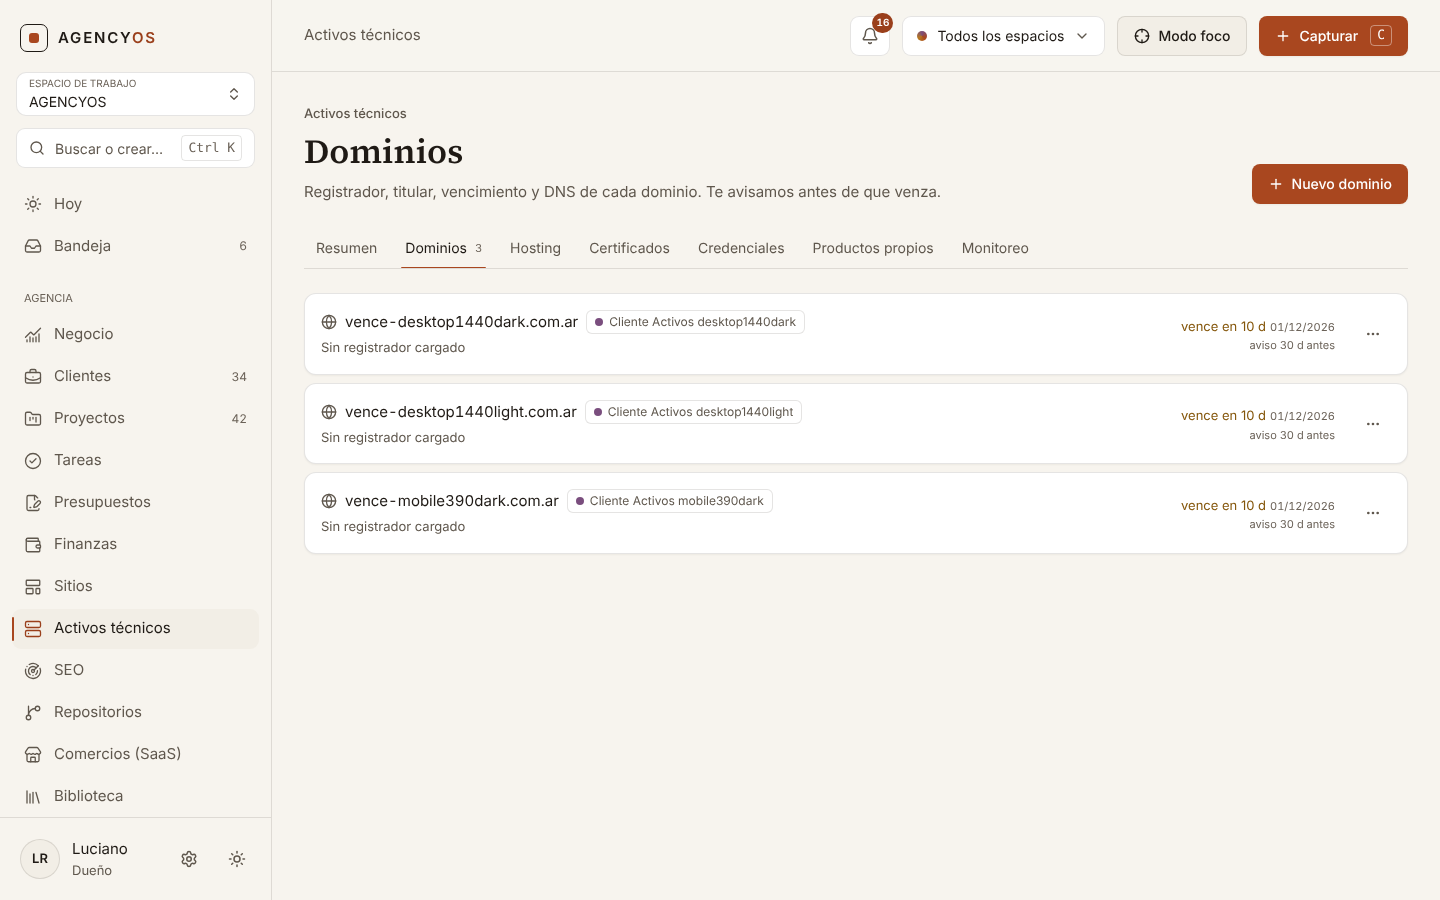 AGENCYOS
ESPACIO DE TRABAJO
AGENCYOS
Buscar o crear... Ctrl K
Hoy
Bandeja 6
AGENCIA
Negocio
Clientes 34
Proyectos 42
Tareas
Presupuestos
Finanzas
Sitios
Activos técnicos
SEO
Repositorios
Comercios (SaaS)
Biblioteca
LR
Luciano
Dueño
Activos técnicos
16
Todos los espacios
Modo foco
Capturar C
Activos técnicos
Dominios
Registrador, titular, vencimiento y DNS de cada dominio. Te avisamos antes de que venza.
Nuevo dominio
Resumen Dominios 3 Hosting Certificados Credenciales Productos propios Monitoreo
vence-desktop1440dark.com.ar Cliente Activos desktop1440dark
Sin registrador cargado
vence en 10 d 01/12/2026
aviso 30 d antes
vence-desktop1440light.com.ar Cliente Activos desktop1440light
Sin registrador cargado
vence en 10 d 01/12/2026
aviso 30 d antes
vence-mobile390dark.com.ar Cliente Activos mobile390dark
Sin registrador cargado
vence en 10 d 01/12/2026
aviso 30 d antes